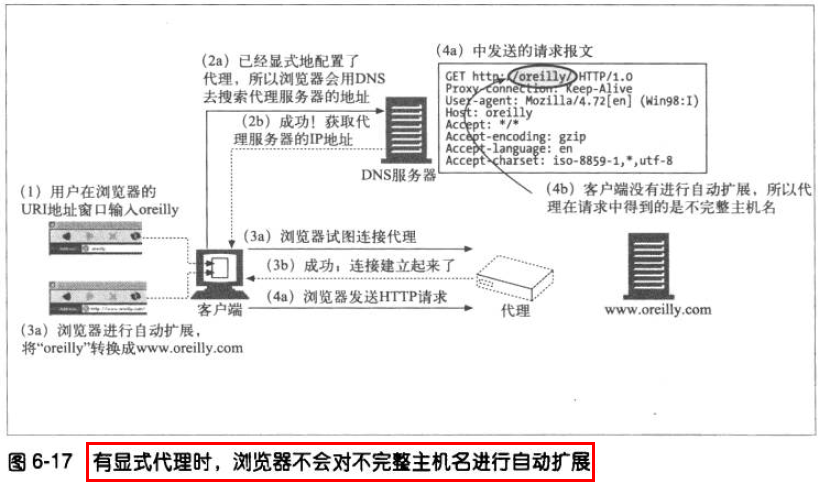 (2a) 已经显式地配置了
代理，所以浏览器会用DNS
去搜索代理服务器的地址
(2b) 成功！获取代
理服务器的IP地址
DNS服务器
(4a) 中发送的请求报文
GET http://oreilly/ HTTP/1.0
Proxy-connection: Keep-Alive
User-agent: Mozilla/4.72[en] (Win98:I)
Host: oreilly
Accept: */*
Accept-encoding: gzip
Accept-language: en
Accept-charset: iso-8859-1,*,utf-8
(4b) 客户端没有进行自动扩展，所以代
理在请求中得到的是不完整主机名
(1) 用户在浏览器的
URI地址窗口输入oreilly
(3a) 浏览器试图连接代理
(3b) 成功；连接建立起来了
(4a) 浏览器发送HTTP请求
客户端
代理
www.oreilly.com
(3a) 浏览器进行自动扩展，
将“oreilly”转换成www.oreilly.com
图 6-17 有显式代理时，浏览器不会对不完整主机名进行自动扩展